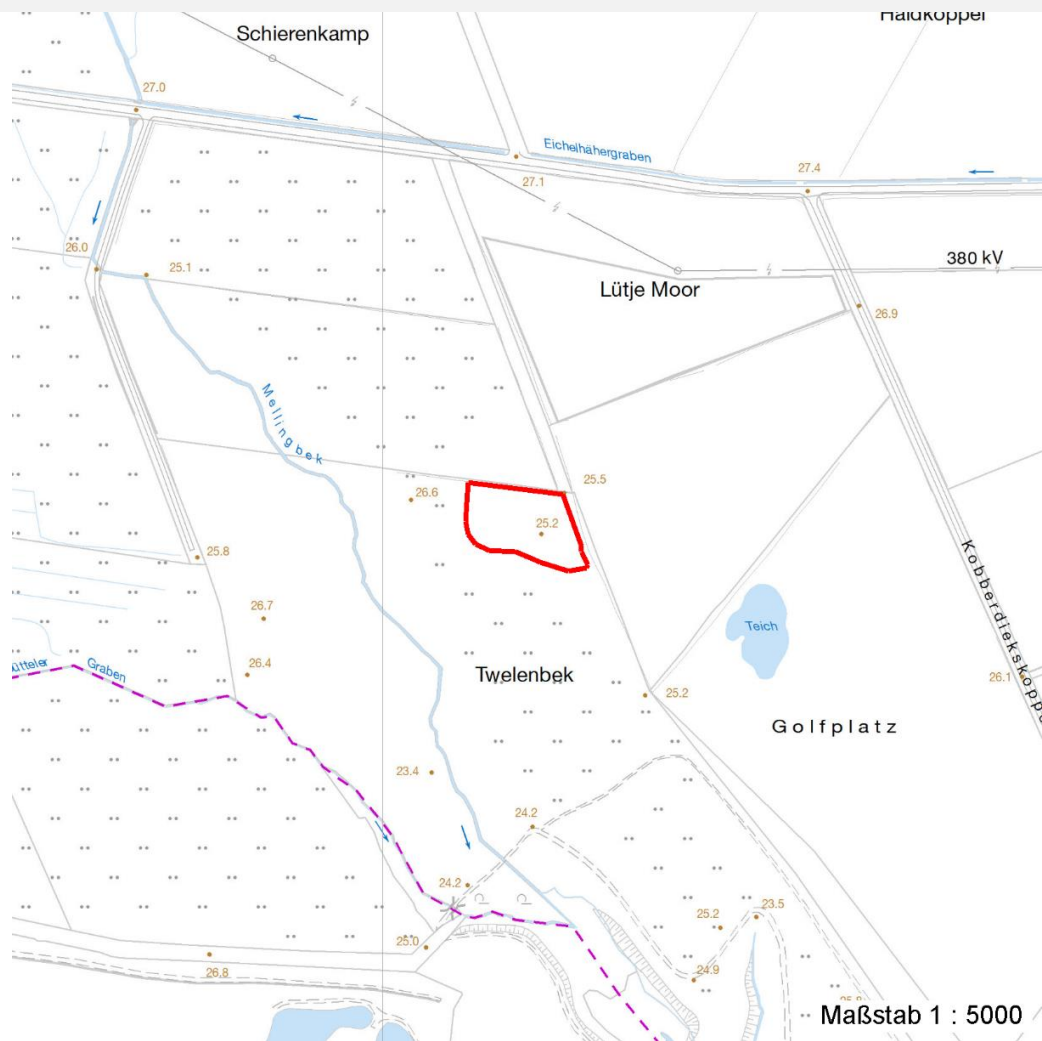 Schierenkamp
27.0
Eichelhähergraben
27.1
27.4
26.0
25.1
380 kV
Lütje Moor
26.9
Mellingbek
25.5
26.6
25.2
25.8
Kobberdiekskoppel
26.7
Teich
Graben
26.4
Twelenbek
25.2
26.1
Golfplatz
23.4
24.2
24.2
25.2
23.5
25.0
26.8
24.9
Maßstab 1 : 5000